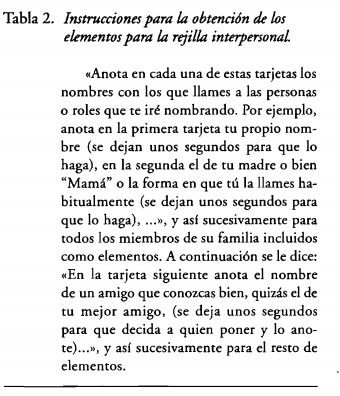 Tabla 2. Instrucciones para la obtención de los
elementos para la rejilla interpersonal.
«Anota en cada una de estas tarjetas los
nombres con los que llames a las personas
o roles que te iré nombrando. Por ejemplo,
anota en la primera tarjeta tu propio nom-
bre (se dejan unos segundos para que lo
haga), en la segunda el de tu madre o bien
“Mamá” o la forma en que tú la llames ha-
bitualmente (se dejan unos segundos para
que lo haga), ...», y así sucesivamente para
todos los miembros de su familia incluidos
como elementos. A continuación se le dice:
«En la tarjeta siguiente anota el nombre
de un amigo que conozcas bien, quizás el de
tu mejor amigo, (se deja unos segundos
para que decida a quien poner y lo ano-
te)...», y así sucesivamente para el resto de
elementos.